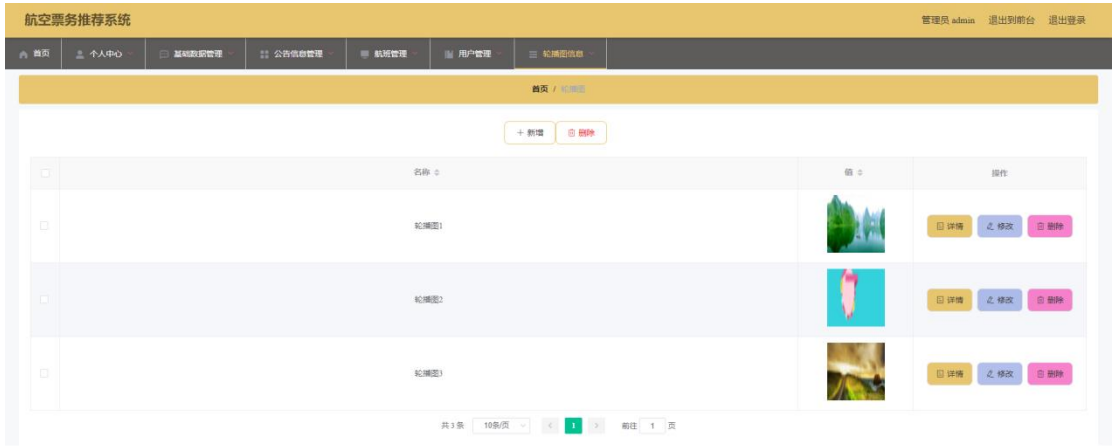 航空票务推荐系统 管理员 admin 退出到前台 退出登录
首页 个人中心 基础数据管理 公告信息管理 航班管理 用户管理 轮播图信息
首页 / 轮播图
+ 新增 删除
名称 值 操作
轮播图1 详情 修改 删除
轮播图2 详情 修改 删除
轮播图3 详情 修改 删除
共 3 条 10条/页 < 1 > 前往 1 页